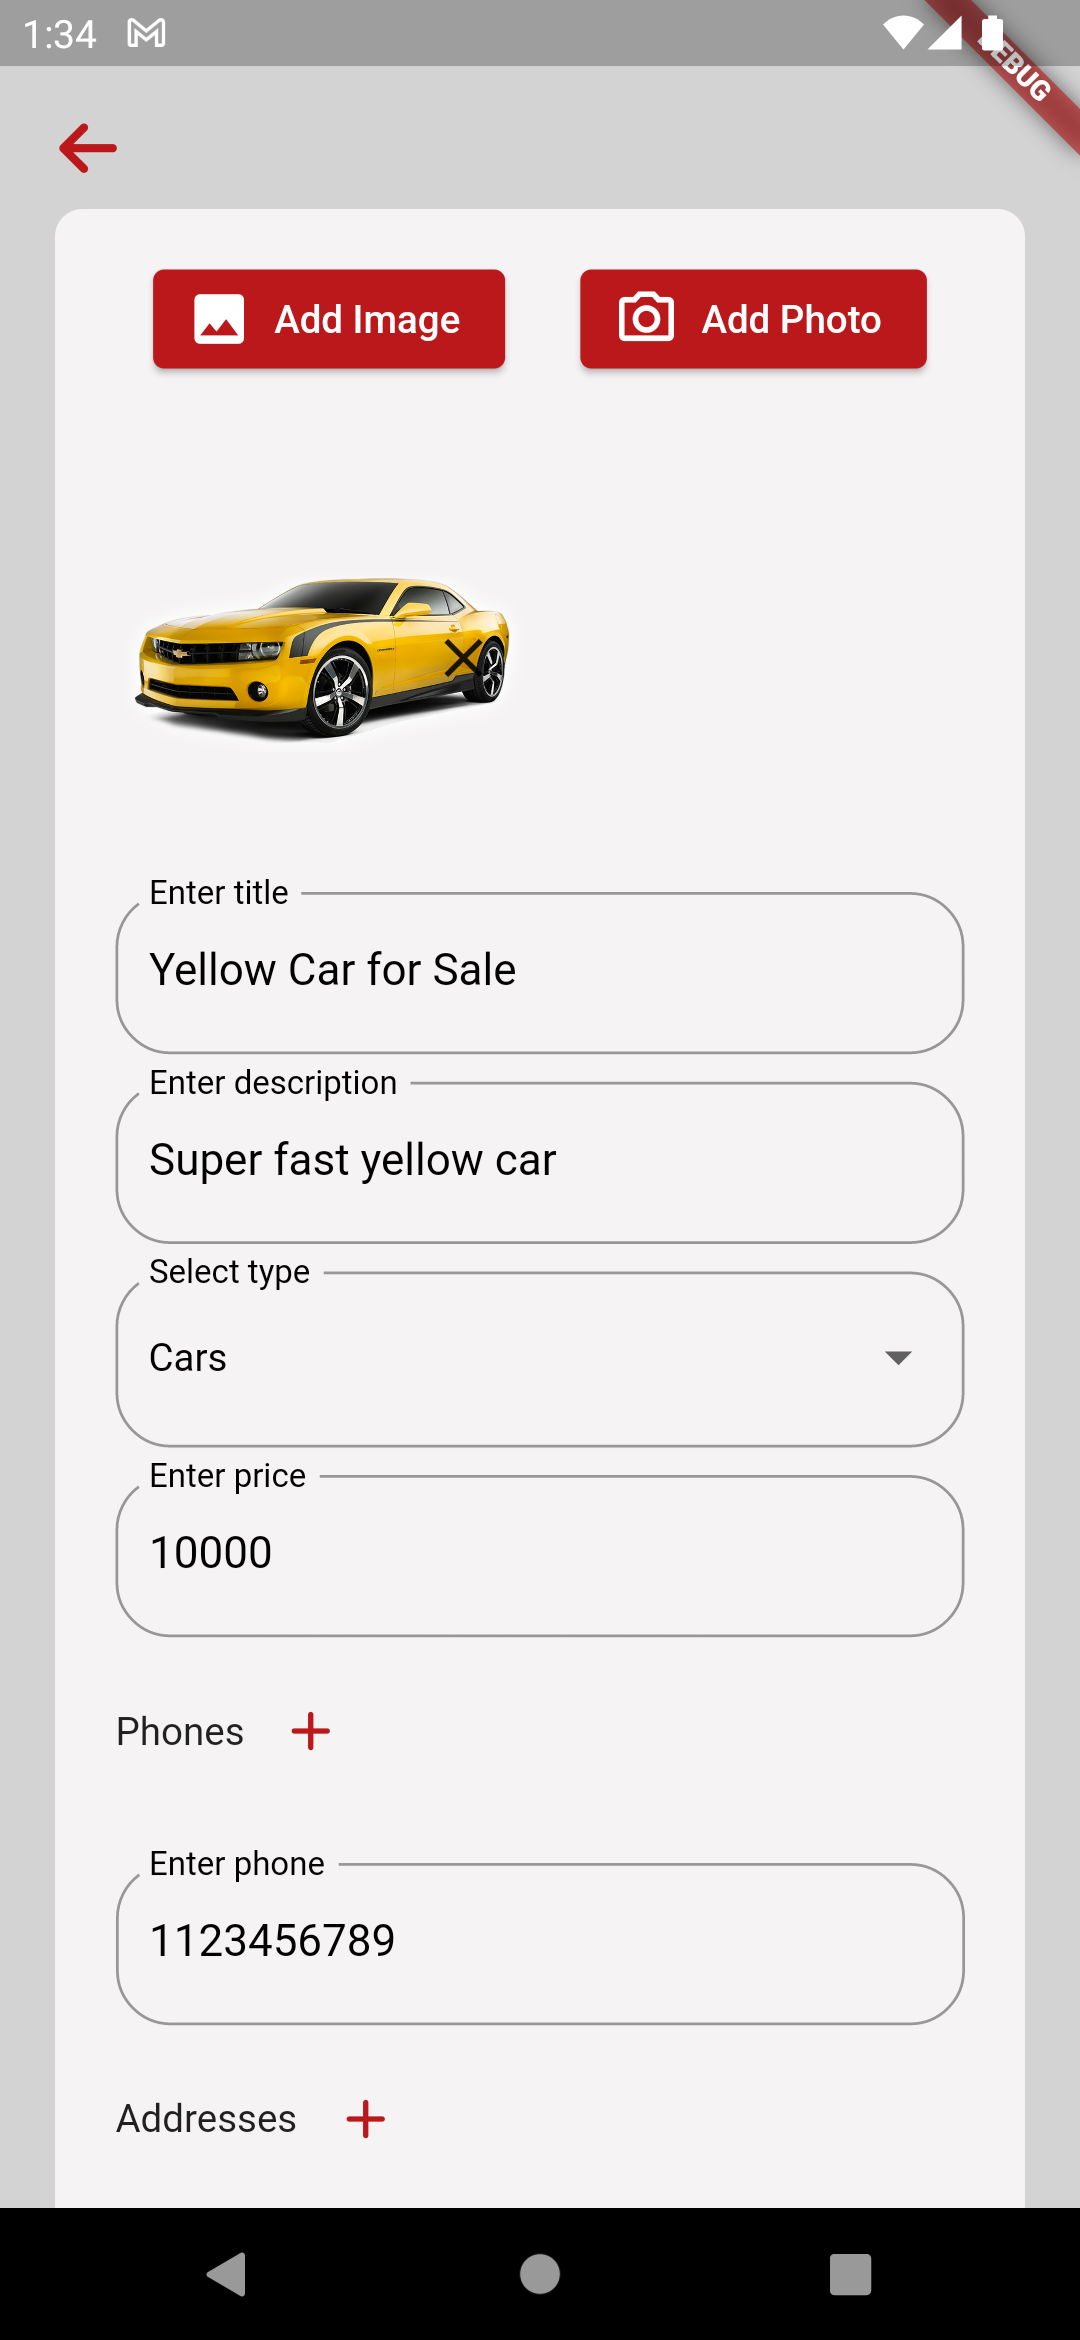 1:34
DEBUG
Add Image
Add Photo
Enter title
Yellow Car for Sale
Enter description
Super fast yellow car
Select type
Cars
Enter price
10000
Phones
Enter phone
1123456789
Addresses